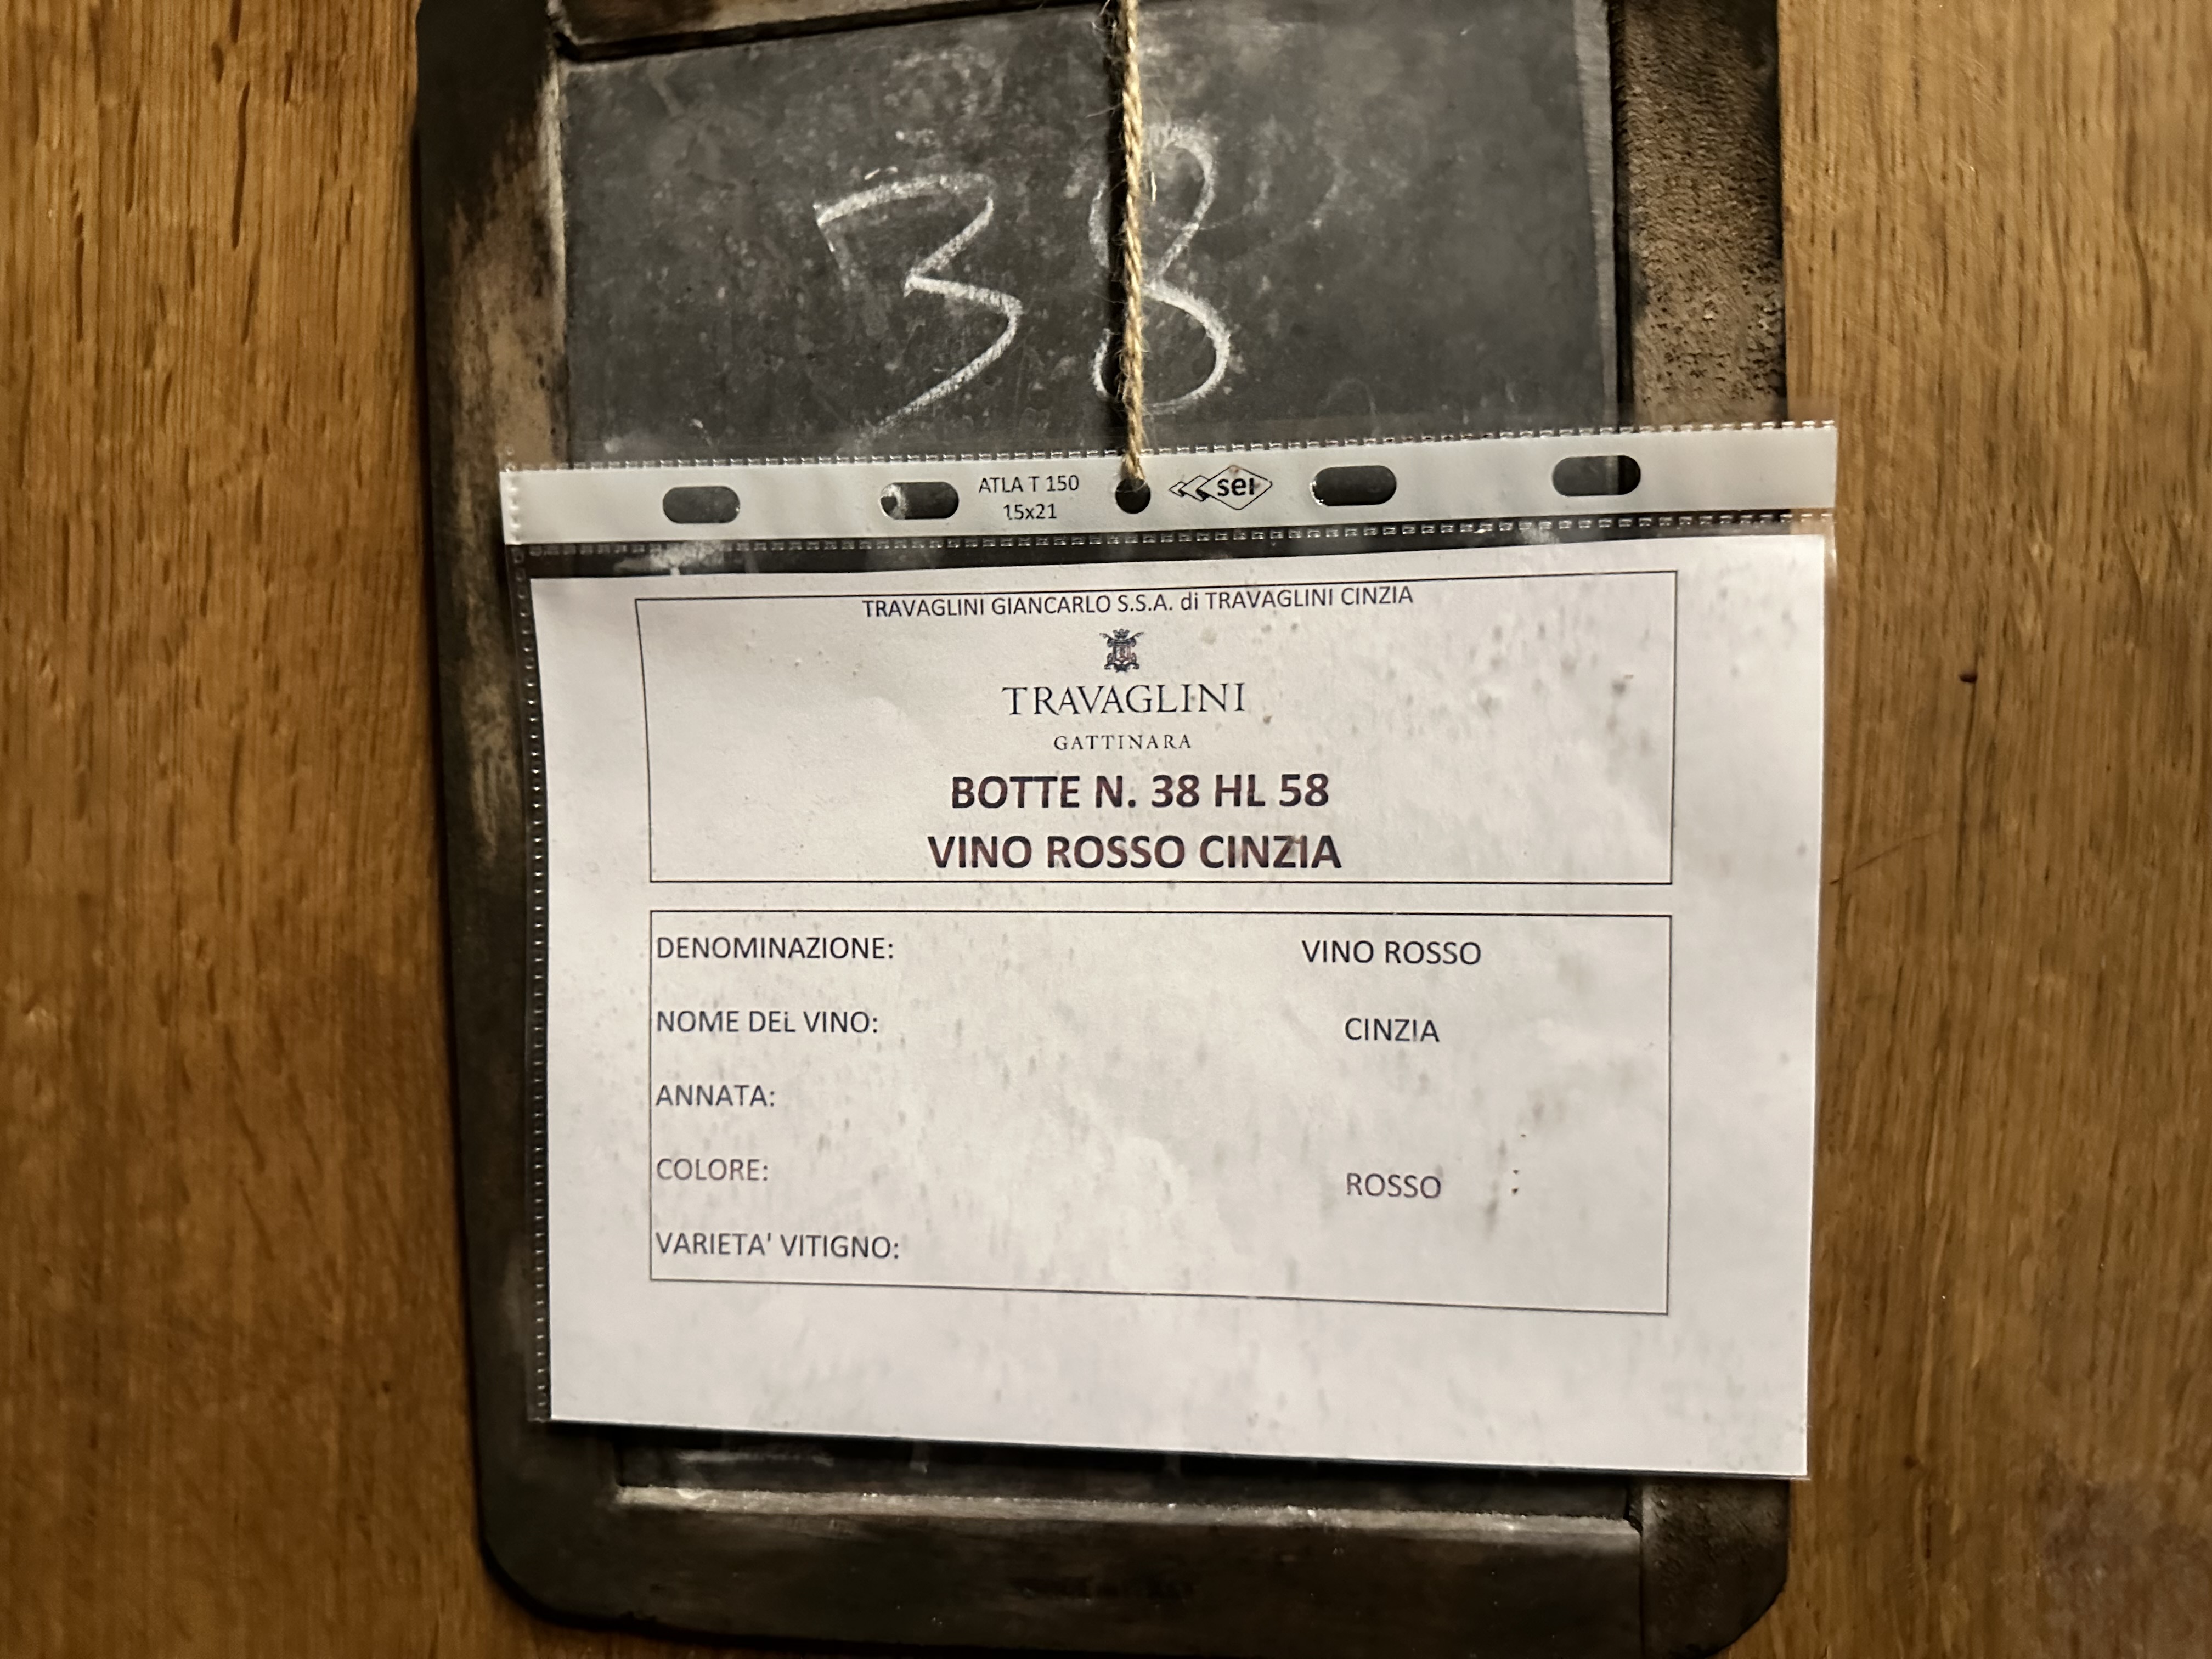 38
ATLA T 150
15x21
sei
TRAVAGLINI GIANCARLO S.S.A. di TRAVAGLINI CINZIA
TRAVAGLINI
GATTINARA
BOTTE N. 38 HL 58
VINO ROSSO CINZIA
DENOMINAZIONE: VINO ROSSO
NOME DEL VINO: CINZIA
ANNATA:
COLORE: ROSSO
VARIETA' VITIGNO: